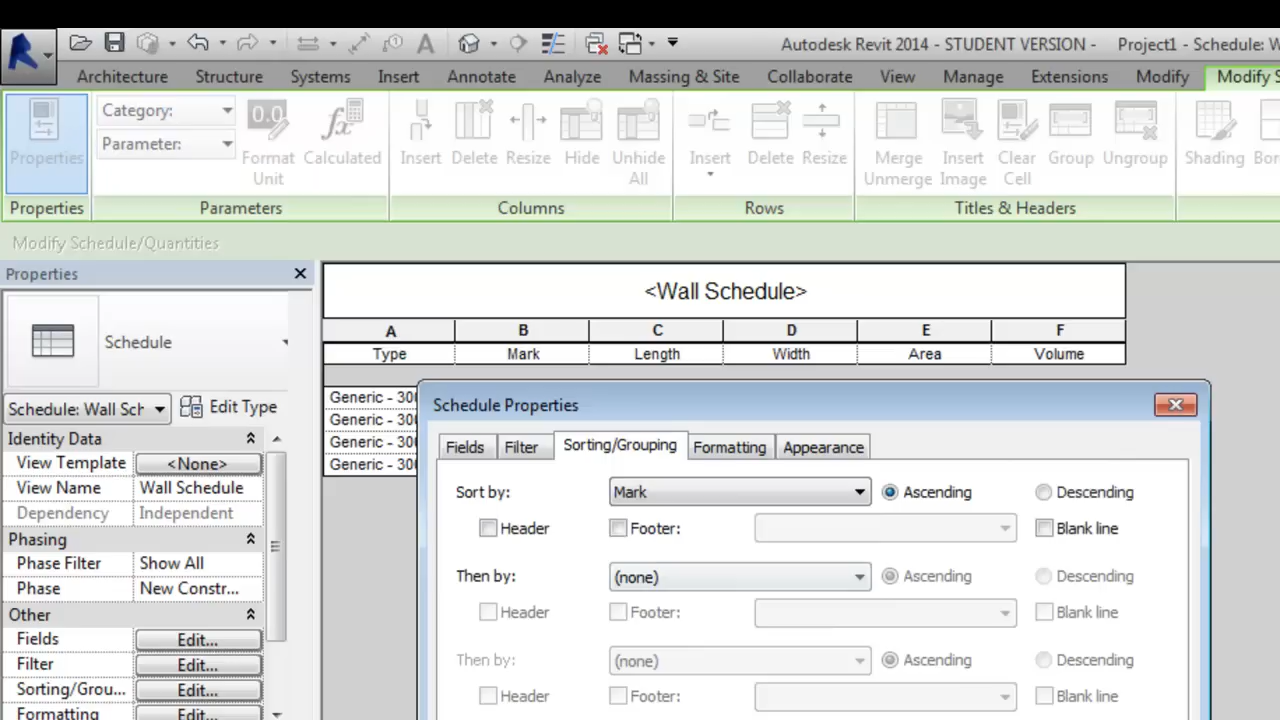 Autodesk Revit 2014 - STUDENT VERSION - Project1 - Schedule: W
Architecture Structure Systems Insert Annotate Analyze Massing & Site Collaborate View Manage Extensions Modify Modify S
Category:
Parameter:
Properties Format Unit Calculated Insert Delete Resize Hide Unhide All Insert Delete Resize Merge Unmerge Insert Image Clear Cell Group Ungroup Shading Bor
Properties Parameters Columns Rows Titles & Headers
Modify Schedule/Quantities
Properties
Schedule
Schedule: Wall Sch Edit Type
Identity Data
View Template <None>
View Name Wall Schedule
Dependency Independent
Phasing
Phase Filter Show All
Phase New Constr...
Other
Fields Edit...
Filter Edit...
Sorting/Grou... Edit...
Formatting Edit...
<Wall Schedule>
A B C D E F
Type Mark Length Width Area Volume
Generic - 300
Generic - 300
Generic - 300
Generic - 300
Schedule Properties
Fields Filter Sorting/Grouping Formatting Appearance
Sort by: Mark Ascending Descending
Header Footer: Blank line
Then by: (none) Ascending Descending
Header Footer: Blank line
Then by: (none) Ascending Descending
Header Footer: Blank line